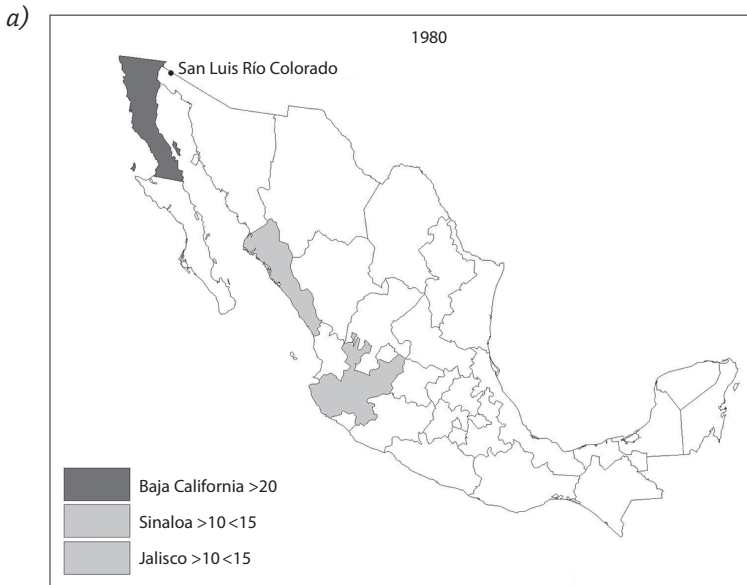 a)
1980
San Luis Río Colorado
Baja California >20
Sinaloa >10 <15
Jalisco >10 <15